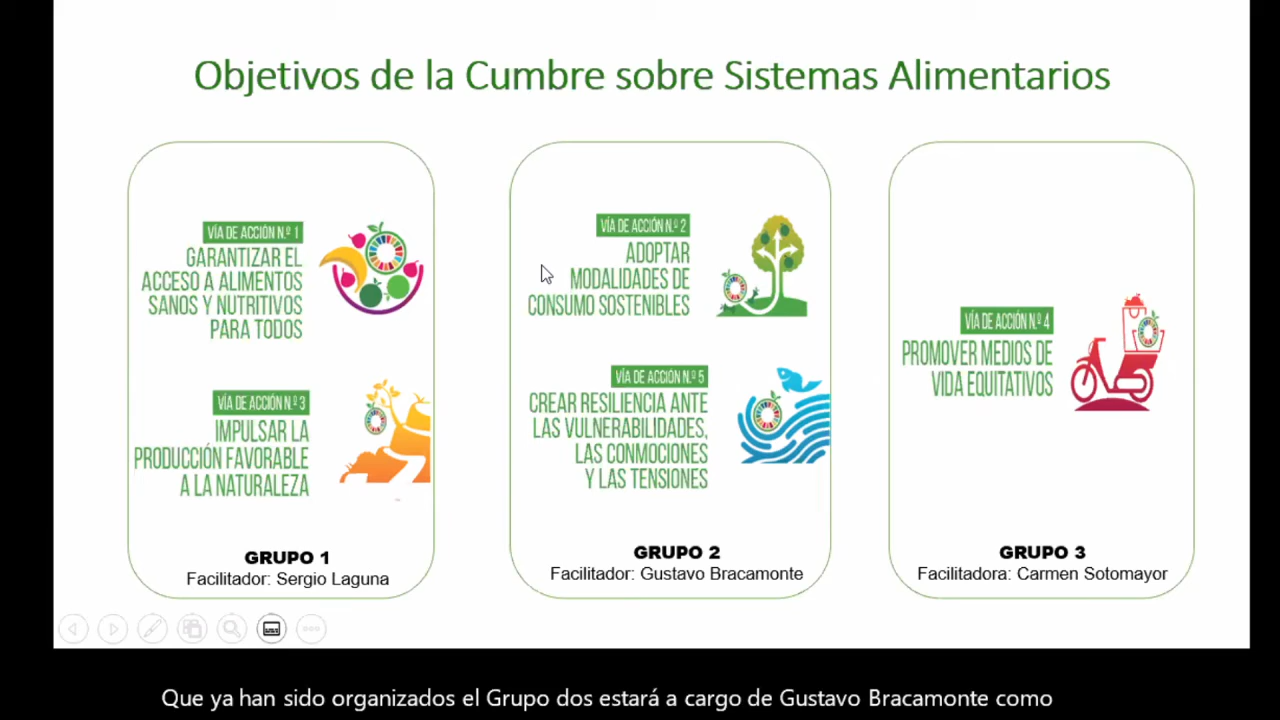 Objetivos de la Cumbre sobre Sistemas Alimentarios
VÍA DE ACCIÓN N.º 1
GARANTIZAR EL
ACCESO A ALIMENTOS
SANOS Y NUTRITIVOS
PARA TODOS
VÍA DE ACCIÓN N.º 3
IMPULSAR LA
PRODUCCIÓN FAVORABLE
A LA NATURALEZA
GRUPO 1
Facilitador: Sergio Laguna
VÍA DE ACCIÓN N.º 2
ADOPTAR
MODALIDADES DE
CONSUMO SOSTENIBLES
VÍA DE ACCIÓN N.º 5
CREAR RESILIENCIA ANTE
LAS VULNERABILIDADES,
LAS CONMOCIONES
Y LAS TENSIONES
GRUPO 2
Facilitador: Gustavo Bracamonte
VÍA DE ACCIÓN N.º 4
PROMOVER MEDIOS DE
VIDA EQUITATIVOS
GRUPO 3
Facilitadora: Carmen Sotomayor
Que ya han sido organizados el Grupo dos estará a cargo de Gustavo Bracamonte como